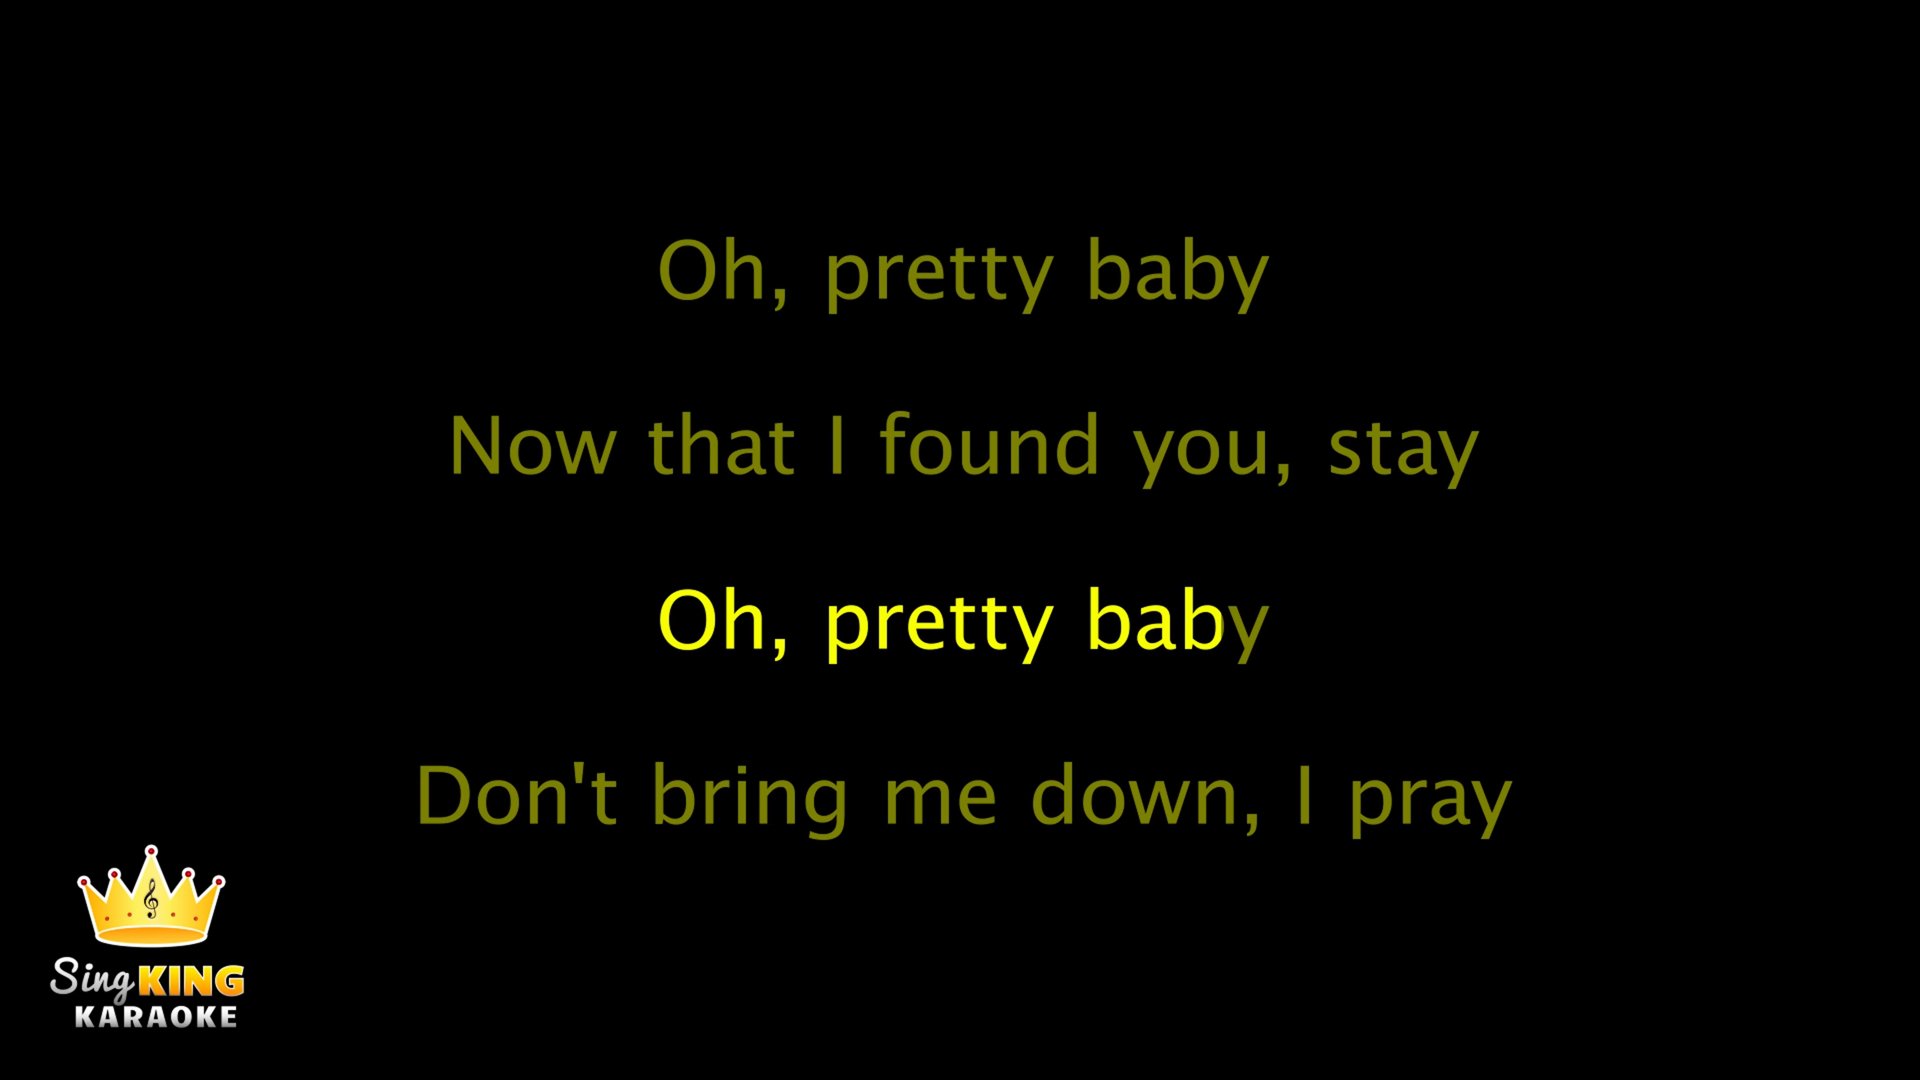 Oh, pretty baby
Now that I found you, stay
Oh, pretty baby
Don't bring me down, I pray
Sing KING
KARAOKE